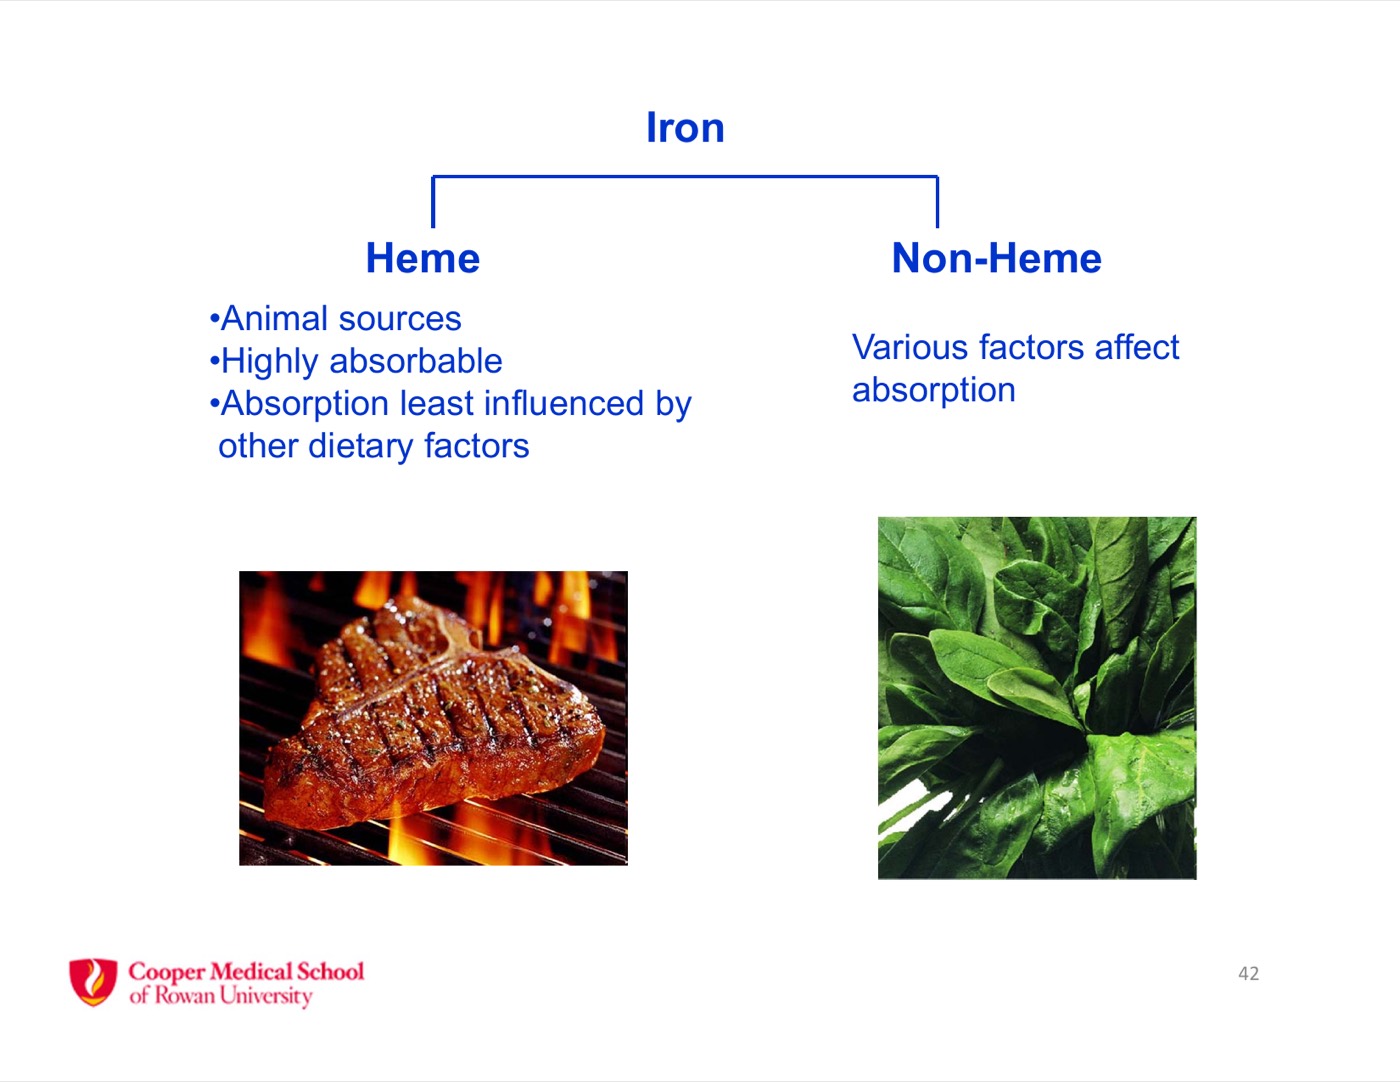 Iron
Heme
•Animal sources
•Highly absorbable
•Absorption least influenced by
other dietary factors
Non-Heme
Various factors affect
absorption
Cooper Medical School
of Rowan University
42